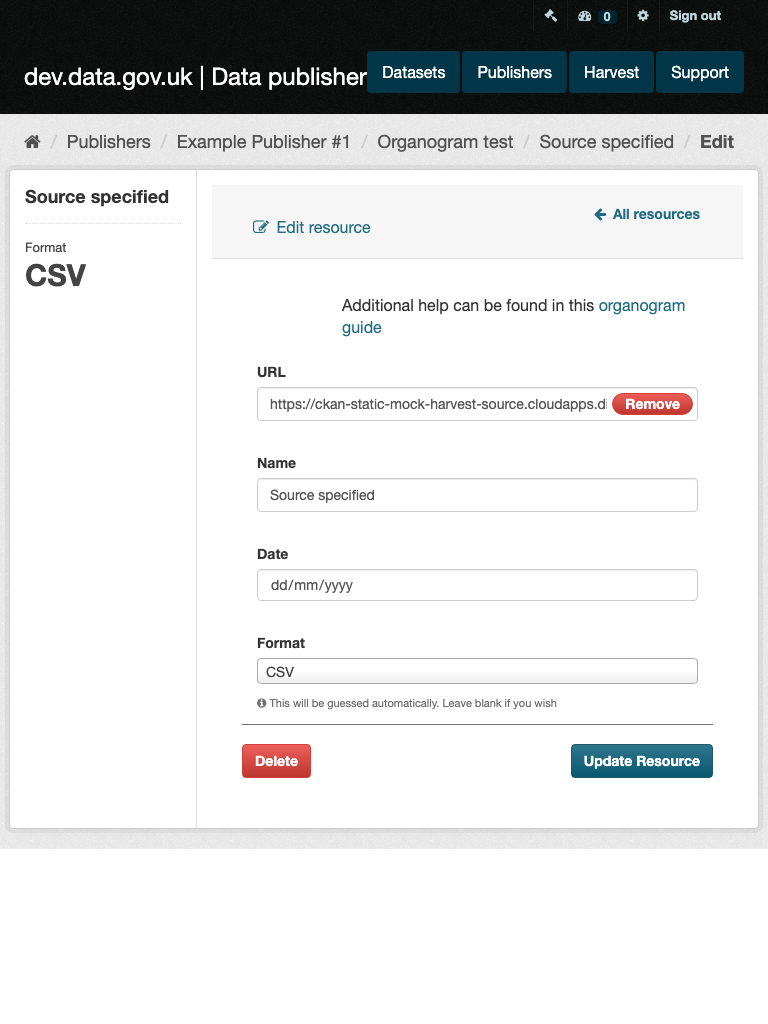 0 Sign out
dev.data.gov.uk | Data publisher
Datasets Publishers Harvest Support
/ Publishers / Example Publisher #1 / Organogram test / Source specified / Edit
Source specified
Format
CSV
Edit resource
All resources
Additional help can be found in this organogram
guide
URL
https://ckan-static-mock-harvest-source.cloudapps.di Remove
Name
Source specified
Date
dd/mm/yyyy
Format
CSV
This will be guessed automatically. Leave blank if you wish
Delete Update Resource